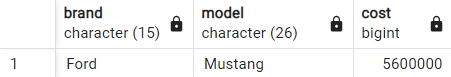 brand model cost
character (15) character (26) bigint
1 Ford Mustang 5600000